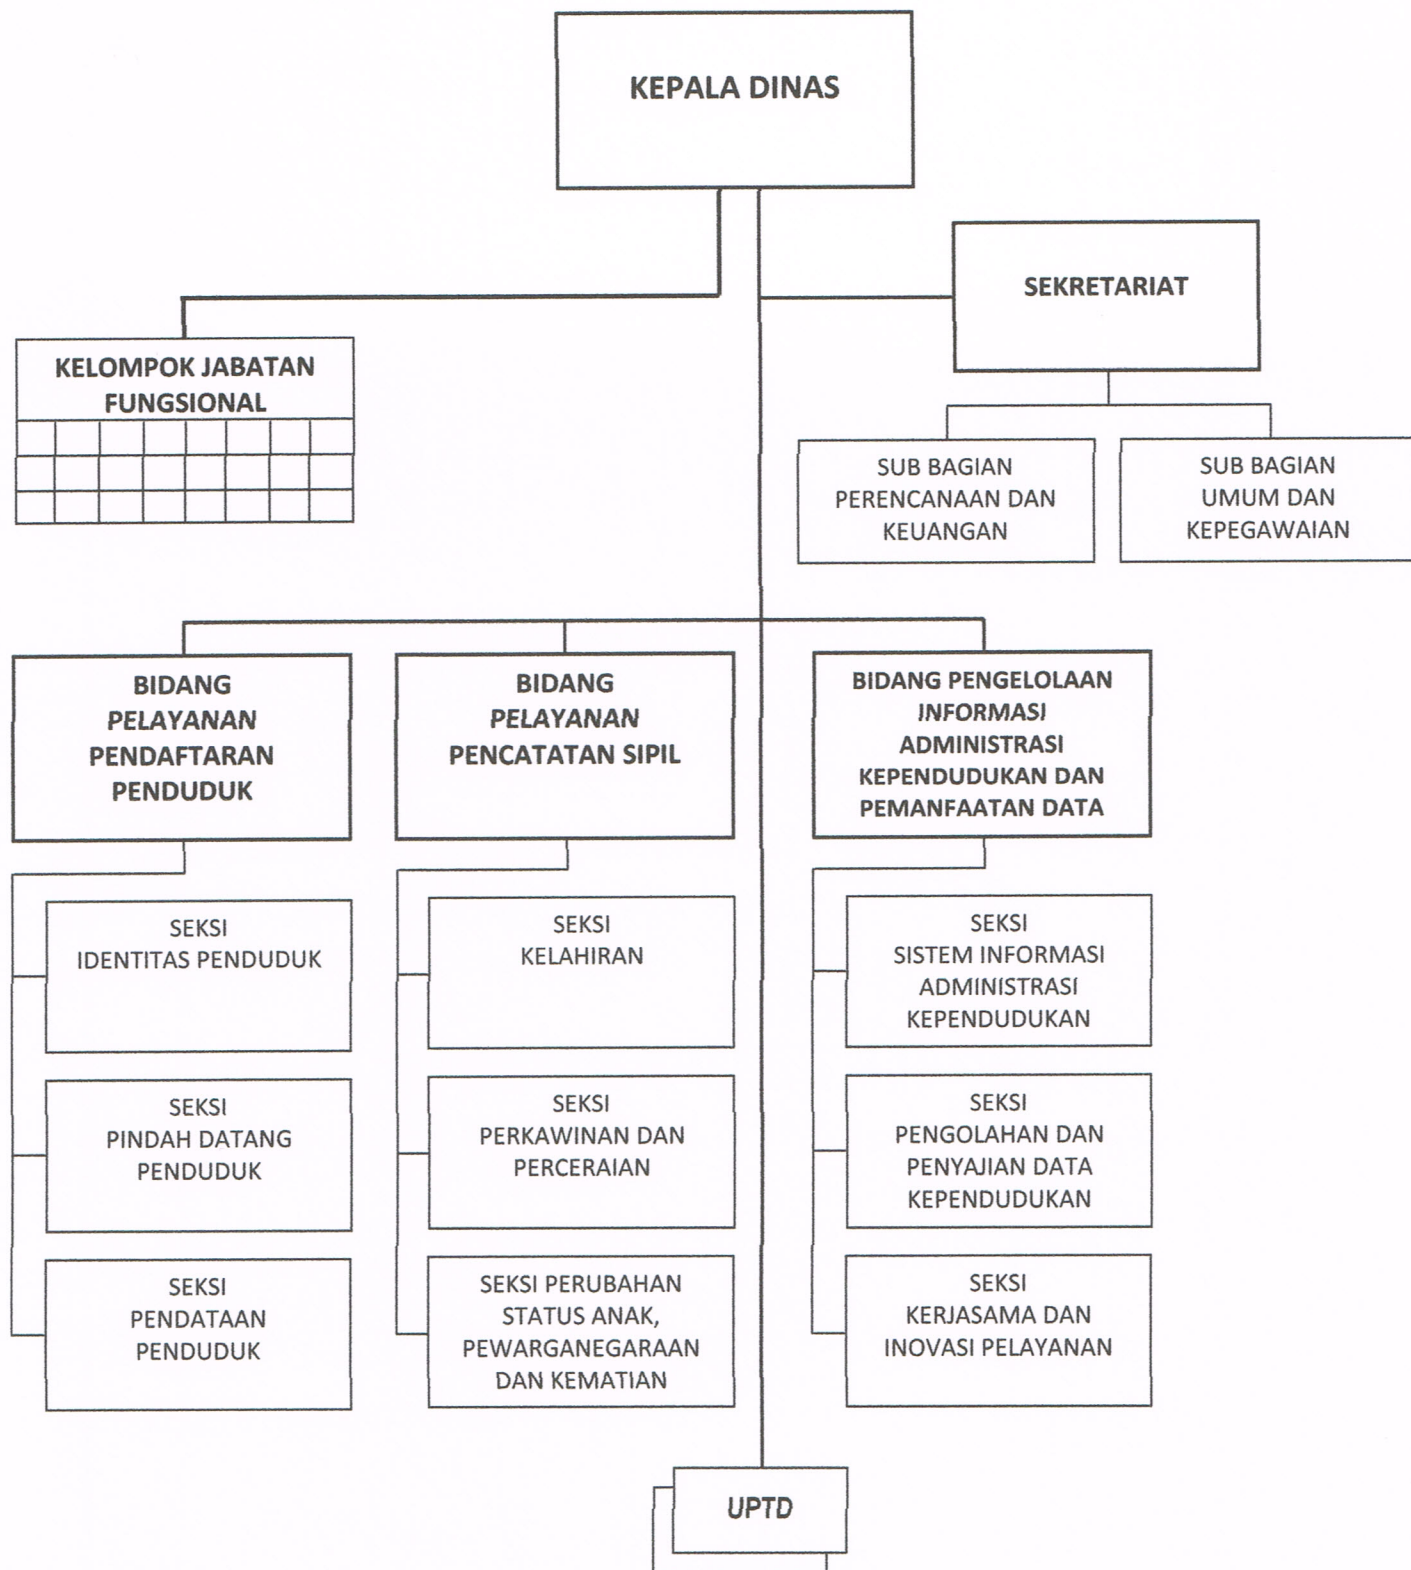 KEPALA DINAS
SEKRETARIAT
KELOMPOK JABATAN
FUNGSIONAL
SUB BAGIAN
PERENCANAAN DAN
KEUANGAN
SUB BAGIAN
UMUM DAN
KEPEGAWAIAN
BIDANG
PELAYANAN
PENDAFTARAN
PENDUDUK
BIDANG
PELAYANAN
PENCATATAN SIPIL
BIDANG PENGELOLAAN
INFORMASI
ADMINISTRASI
KEPENDUDUKAN DAN
PEMANFAATAN DATA
SEKSI
IDENTITAS PENDUDUK
SEKSI
KELAHIRAN
SEKSI
SISTEM INFORMASI
ADMINISTRASI
KEPENDUDUKAN
SEKSI
PINDAH DATANG
PENDUDUK
SEKSI
PERKAWINAN DAN
PERCERAIAN
SEKSI
PENGOLAHAN DAN
PENYAJIAN DATA
KEPENDUDUKAN
SEKSI
PENDATAAN
PENDUDUK
SEKSI PERUBAHAN
STATUS ANAK,
PEWARGANEGARAAN
DAN KEMATIAN
SEKSI
KERJASAMA DAN
INOVASI PELAYANAN
UPTD